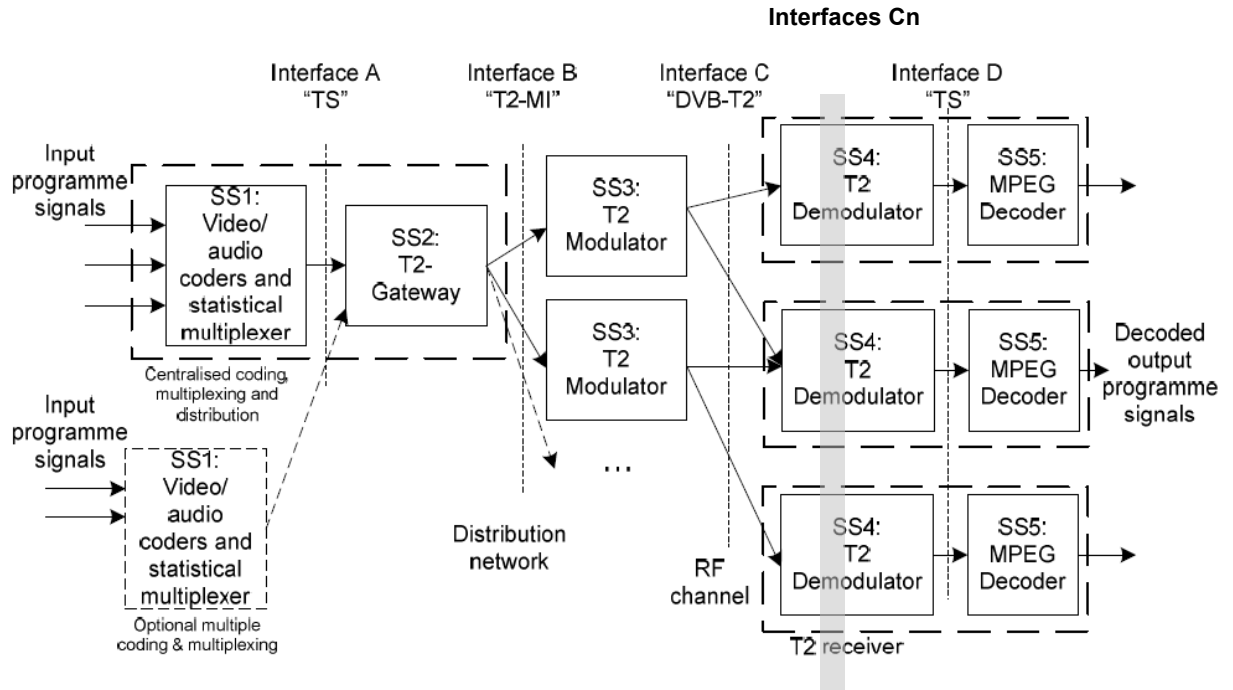 Interfaces Cn
Interface A
“TS”
Interface B
“T2-MI”
Interface C
“DVB-T2”
Interface D
“TS”
Input
programme
signals
SS1:
Video/
audio
coders and
statistical
multiplexer
SS2:
T2-
Gateway
SS3:
T2
Modulator
SS4:
T2
Demodulator
SS5:
MPEG
Decoder
SS3:
T2
Modulator
SS4:
T2
Demodulator
SS5:
MPEG
Decoder
Decoded
output
programme
signals
Centralised coding,
multiplexing and
distribution
Input
programme
signals
SS1:
Video/
audio
coders and
statistical
multiplexer
Optional multiple
coding & multiplexing
...
Distribution
network
RF
channel
SS4:
T2
Demodulator
SS5:
MPEG
Decoder
T2 receiver